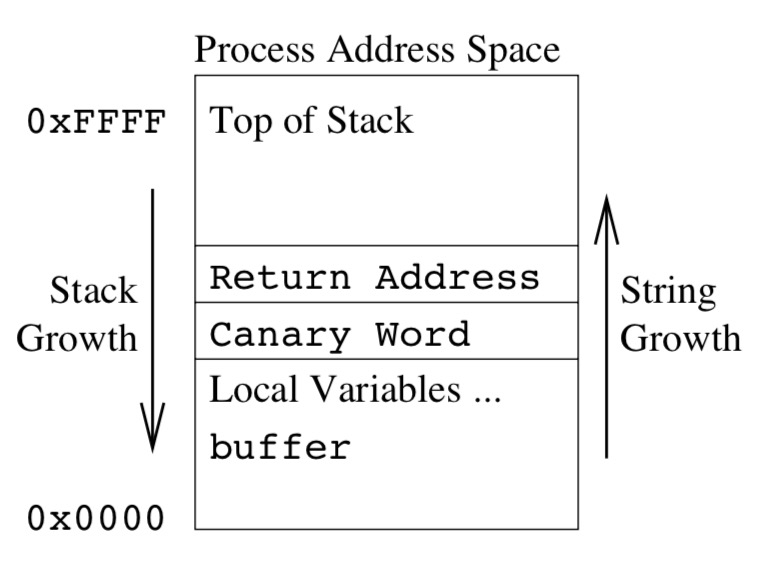 Process Address Space
0xFFFF
Top of Stack
Return Address
Stack
Growth
Canary Word
String
Growth
Local Variables ...
buffer
0x0000